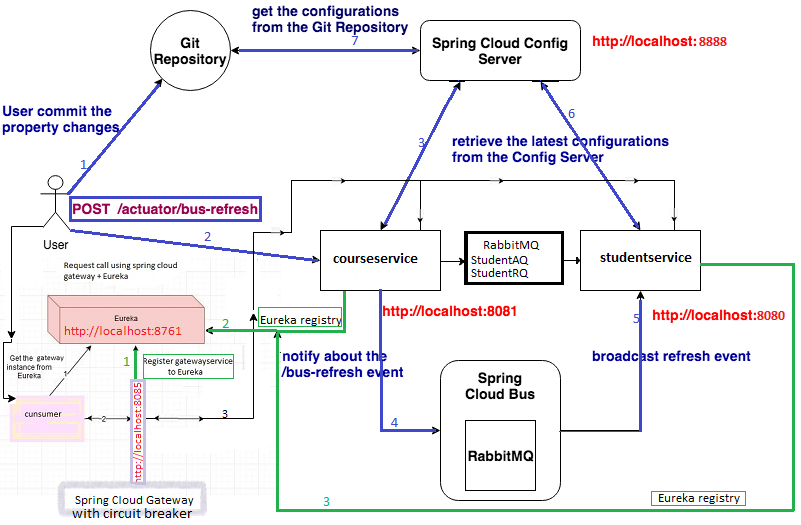 get the configurations
from the Git Repository
7
Git
Repository
Spring Cloud Config
Server
http://localhost:8888
User commit the
property changes
1
3
6
retrieve the latest configurations
from the Config Server
POST /actuator/bus-refresh
User
2
courseservice
RabbitMQ
StudentAQ
StudentRQ
studentservice
Request call using spring cloud
gateway + Eureka
Eureka
http://localhost:8761
2
Eureka registry
http://localhost:8081
5
http://localhost:8080
Get the gateway
instance from
Eureka
1
1
Register gatewayservice
to Eureka
notify about the
/bus-refresh event
broadcast refresh event
Spring
Cloud Bus
RabbitMQ
cunsumer
2
3
4
http://localhost:8085
Spring Cloud Gateway
with circuit breaker
3
Eureka registry